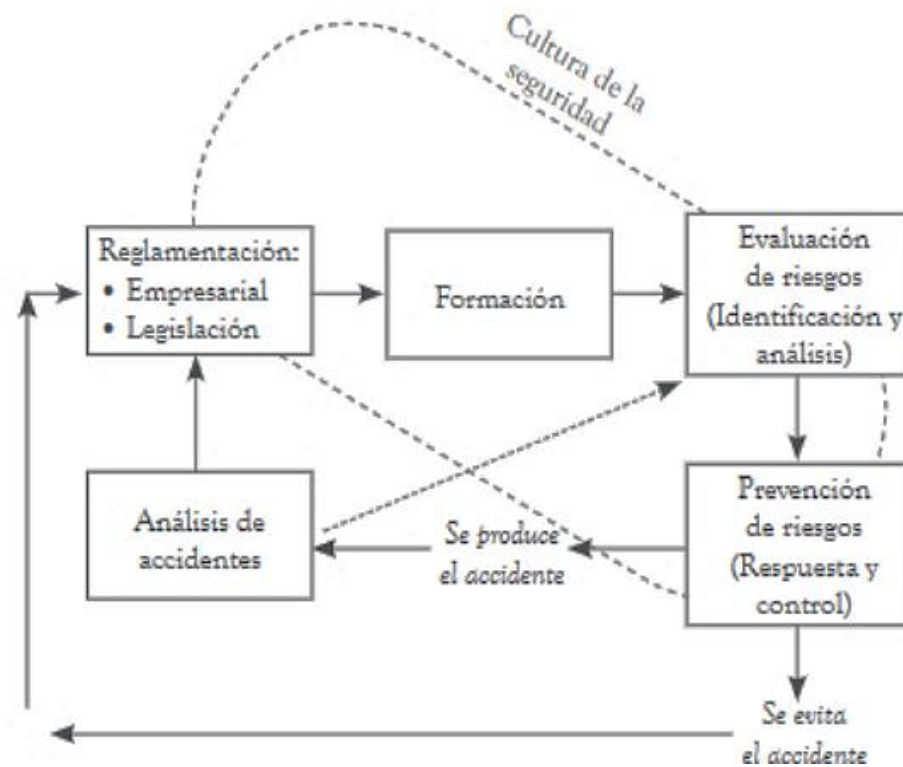 Cultura de la
seguridad
Reglamentación:
• Empresarial
• Legislación
Formación
Evaluación
de riesgos
(Identificación y
análisis)
Análisis de
accidentes
Se produce
el accidente
Prevención
de riesgos
(Respuesta y
control)
Se evita
el accidente